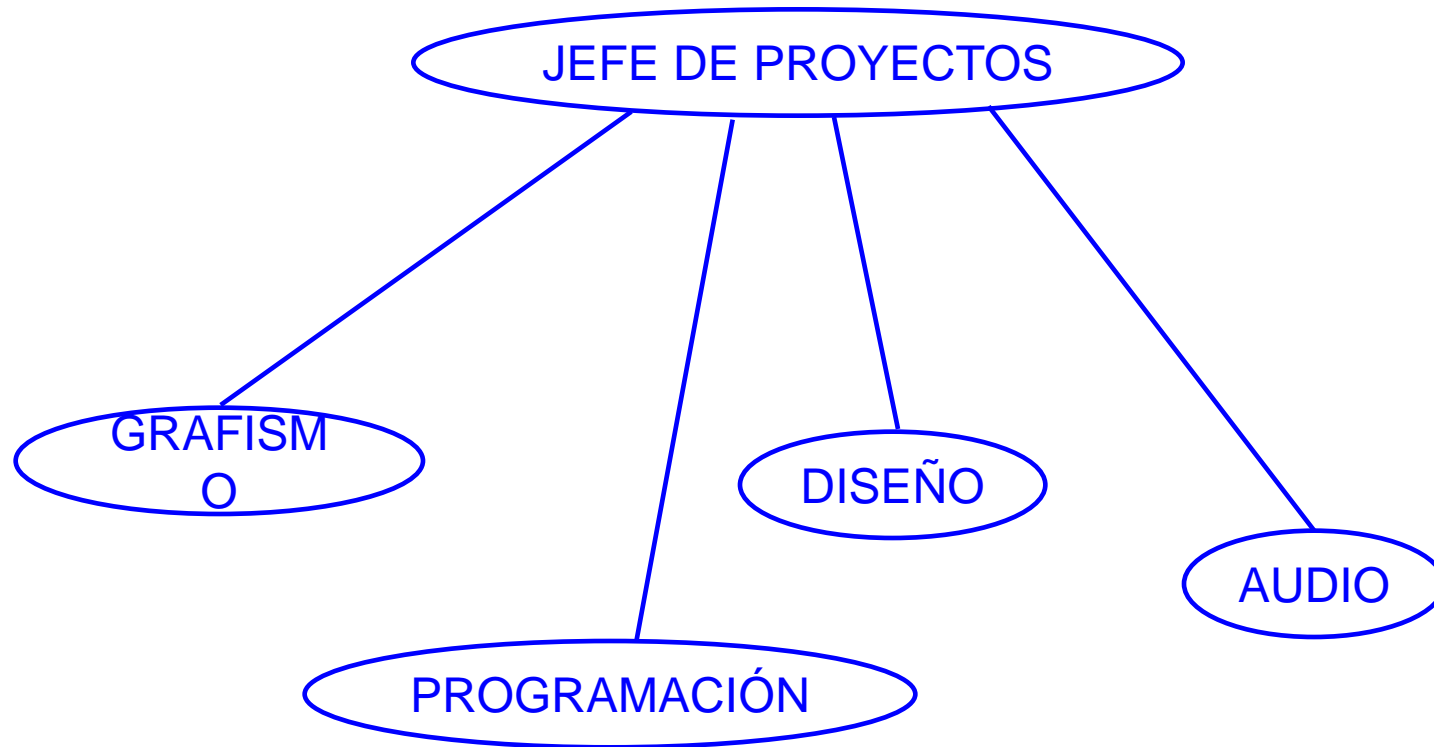 JEFE DE PROYECTOS
GRAFISM
O
DISEÑO
AUDIO
PROGRAMACIÓN